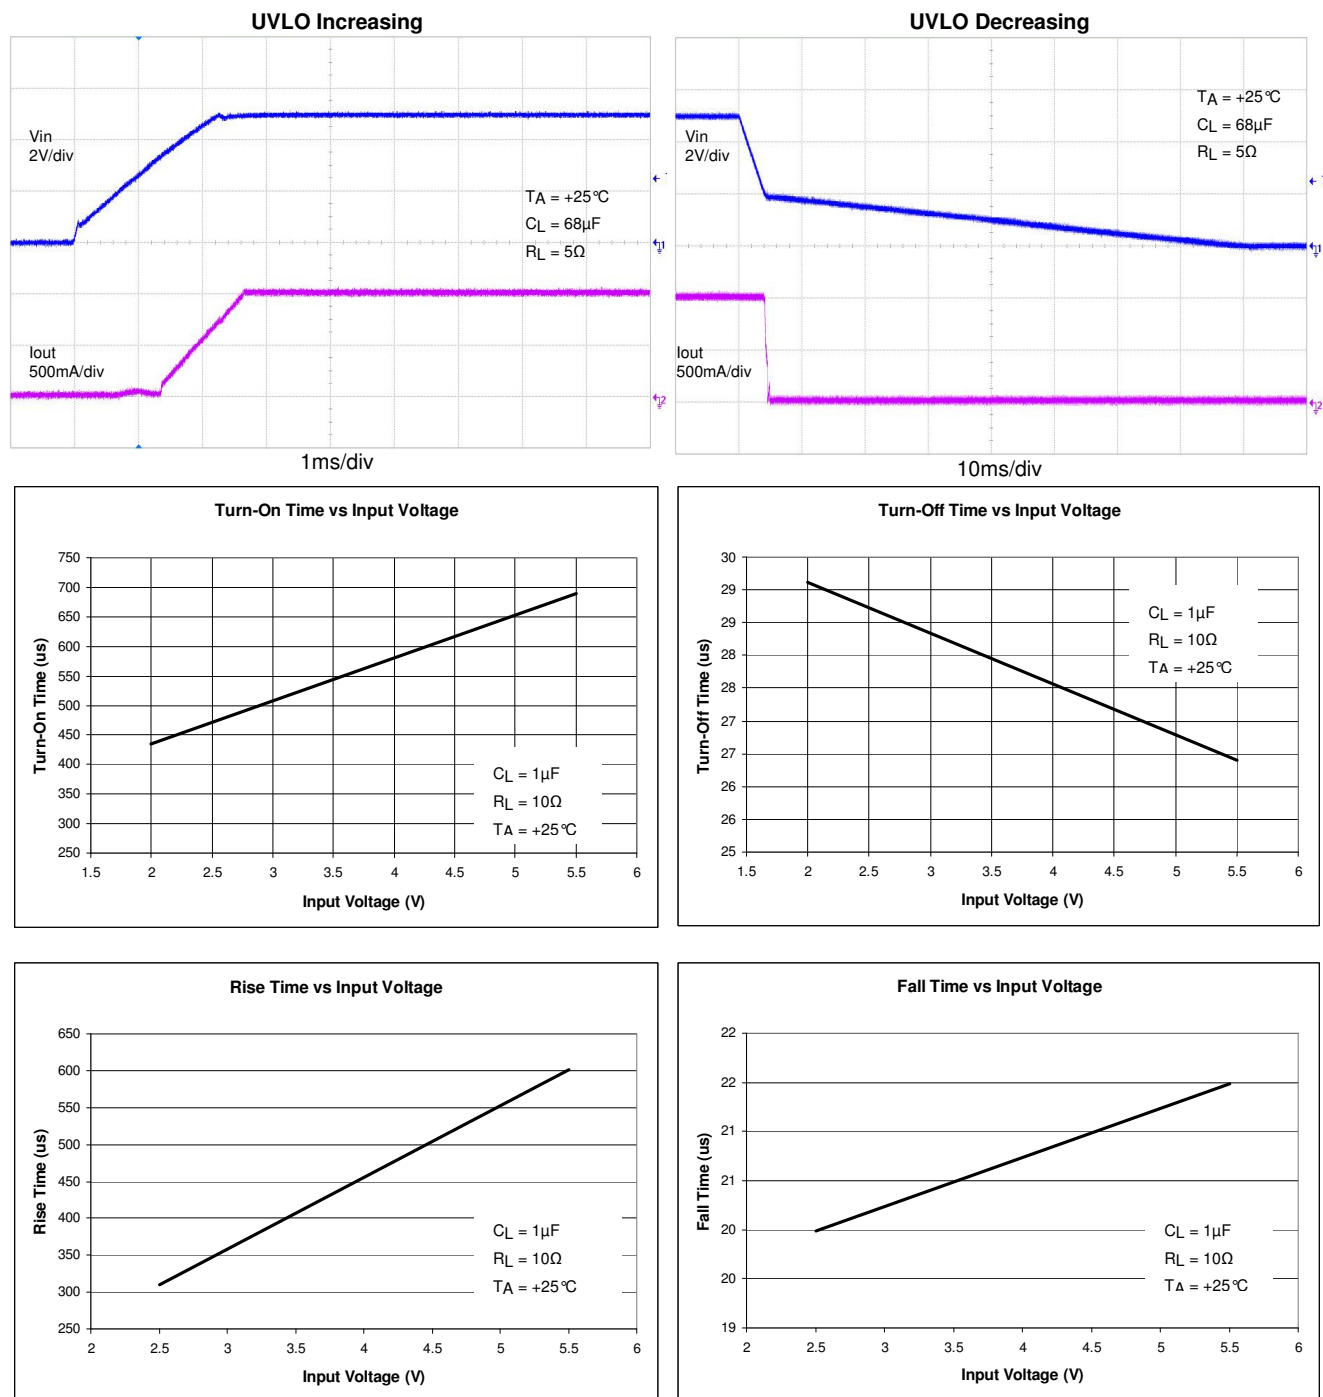 UVLO Increasing
Vin
2V/div
TA = +25°C
CL = 68µF
RL = 5Ω
1
Iout
500mA/div
2
1ms/div
UVLO Decreasing
Vin
2V/div
TA = +25°C
CL = 68µF
RL = 5Ω
1
Iout
500mA/div
2
10ms/div
Turn-On Time vs Input Voltage
Turn-On Time (us)
750
700
650
600
550
500
450
400
350
300
250
CL = 1µF
RL = 10Ω
TA = +25°C
1.5 2 2.5 3 3.5 4 4.5 5 5.5 6
Input Voltage (V)
Turn-Off Time vs Input Voltage
Turn-Off Time (us)
30
29
29
28
28
27
27
26
26
25
CL = 1µF
RL = 10Ω
TA = +25°C
1.5 2 2.5 3 3.5 4 4.5 5 5.5 6
Input Voltage (V)
Rise Time vs Input Voltage
Rise Time (us)
650
600
550
500
450
400
350
300
250
CL = 1µF
RL = 10Ω
TA = +25°C
2 2.5 3 3.5 4 4.5 5 5.5 6
Input Voltage (V)
Fall Time vs Input Voltage
Fall Time (us)
22
22
21
21
20
20
19
CL = 1µF
RL = 10Ω
TA = +25°C
2 2.5 3 3.5 4 4.5 5 5.5 6
Input Voltage (V)